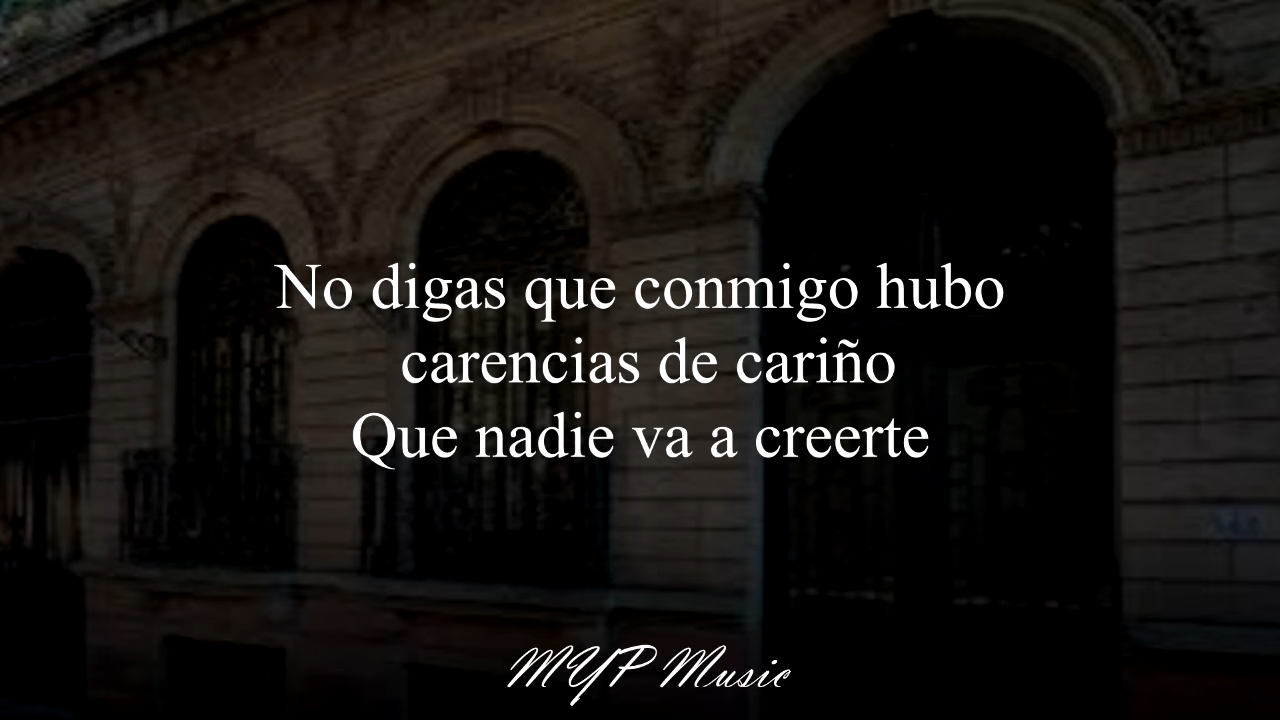 No digas que conmigo hubo
carencias de cariño
Que nadie va a creerte
MYP Music